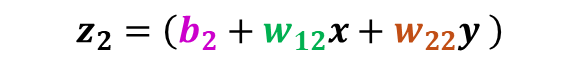 z₂ = (b₂ + w₁₂x + w₂₂y )